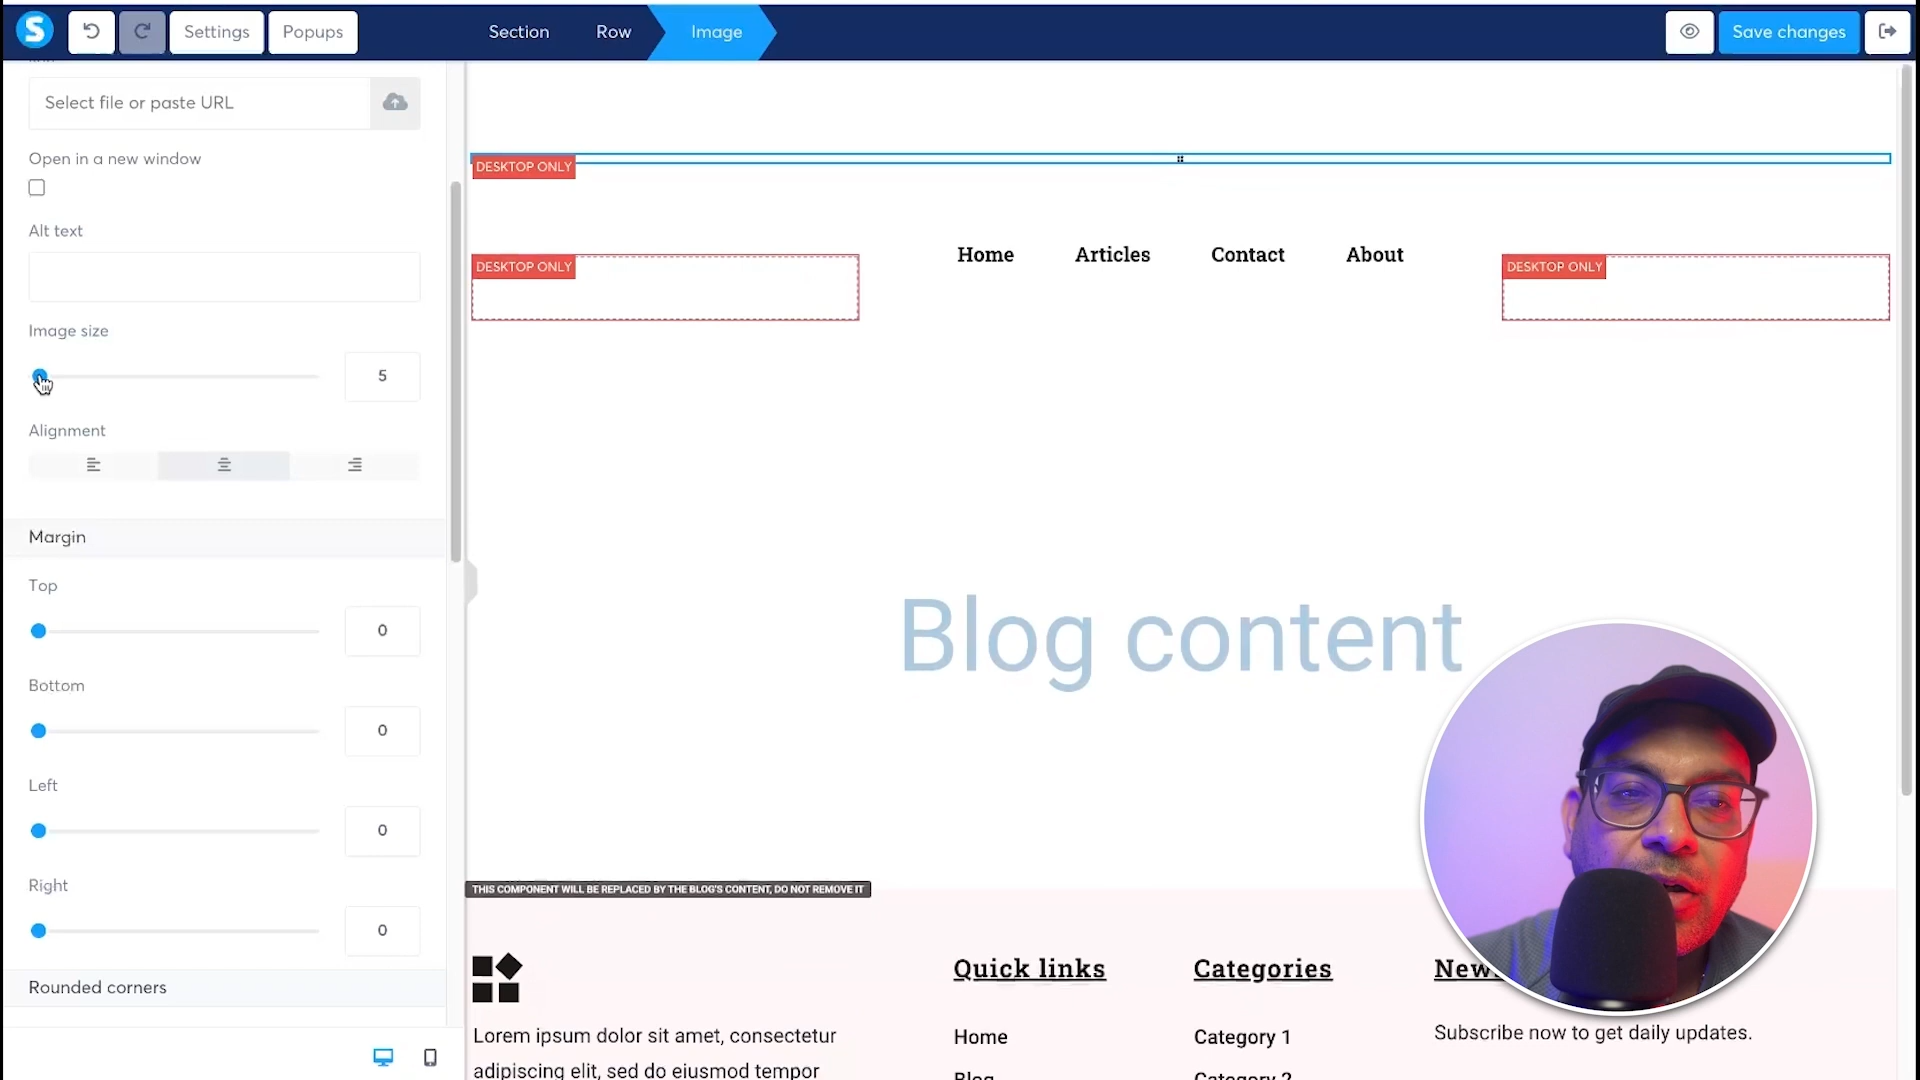 S
Settings
Popups
Section
Row
Image
Save changes
Select file or paste URL
Open in a new window
Alt text
Image size
5
Alignment
Margin
Top
0
Bottom
0
Left
0
Right
0
Rounded corners
DESKTOP ONLY
Home
Articles
Contact
About
DESKTOP ONLY
DESKTOP ONLY
Blog content
THIS COMPONENT WILL BE REPLACED BY THE BLOG'S CONTENT, DO NOT REMOVE IT
Lorem ipsum dolor sit amet, consectetur
adipiscing elit, sed do eiusmod tempor
Quick links
Home
Blog
Categories
Category 1
Category 2
Subscribe now to get daily updates.